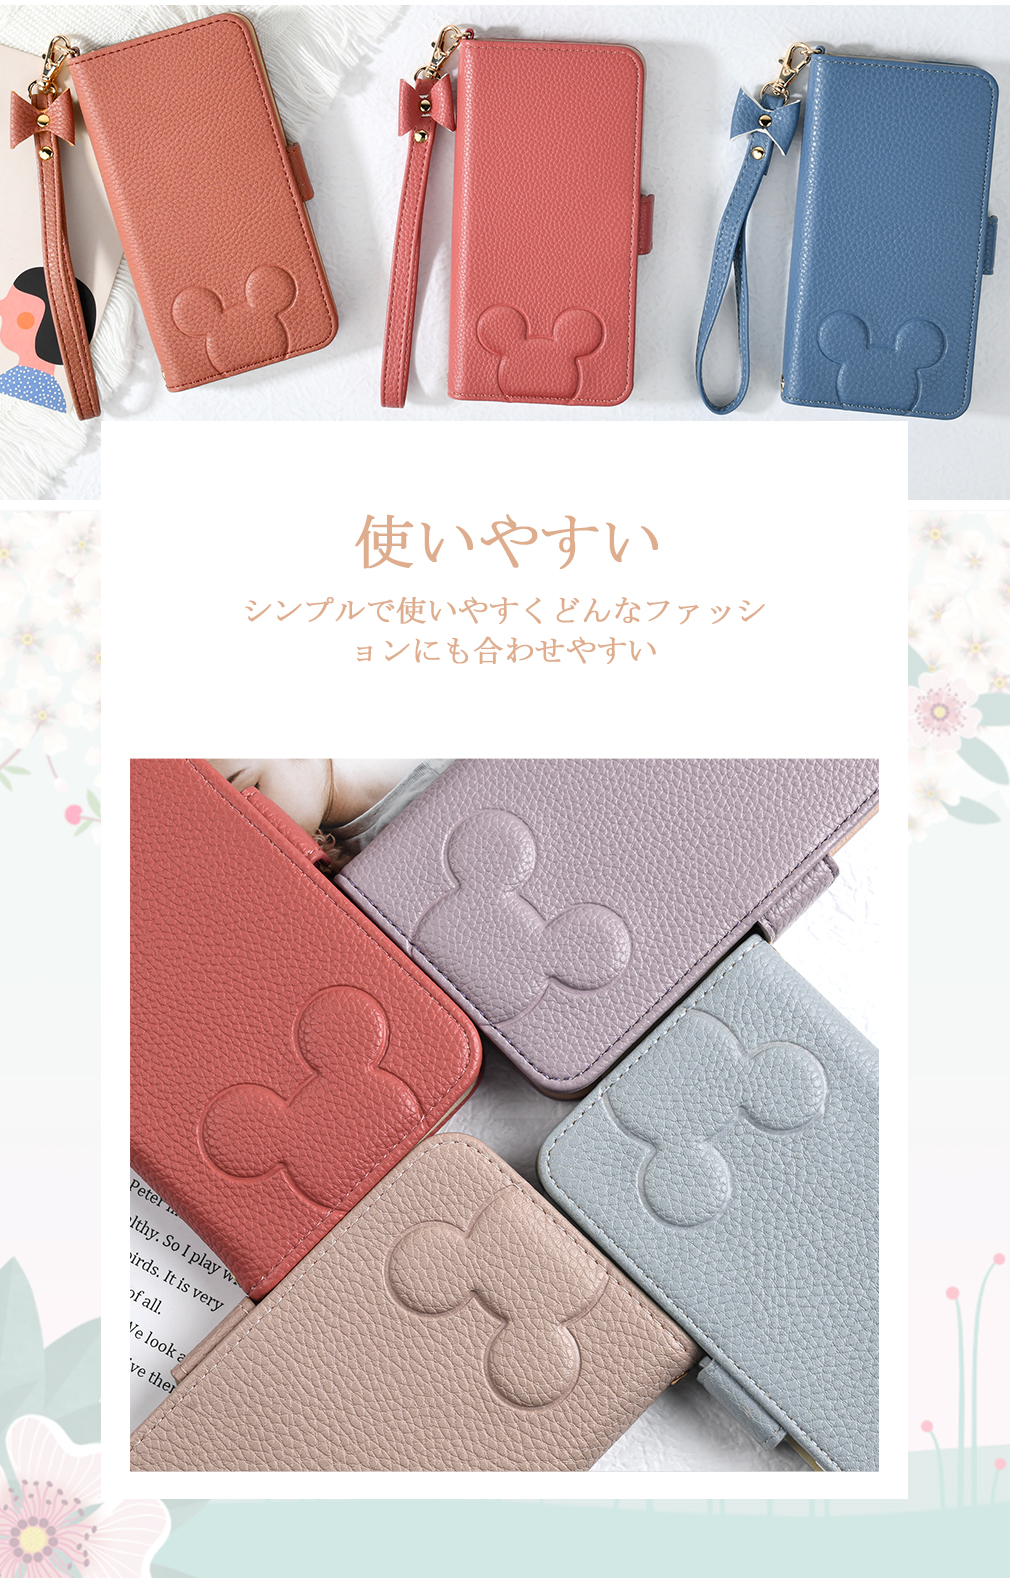 使いやすい
シンプルで使いやすくどんなファッシ
ョンにも合わせやすい
Peter
lthy. So I play w
birds. It is very
of all.
We look a
ive then